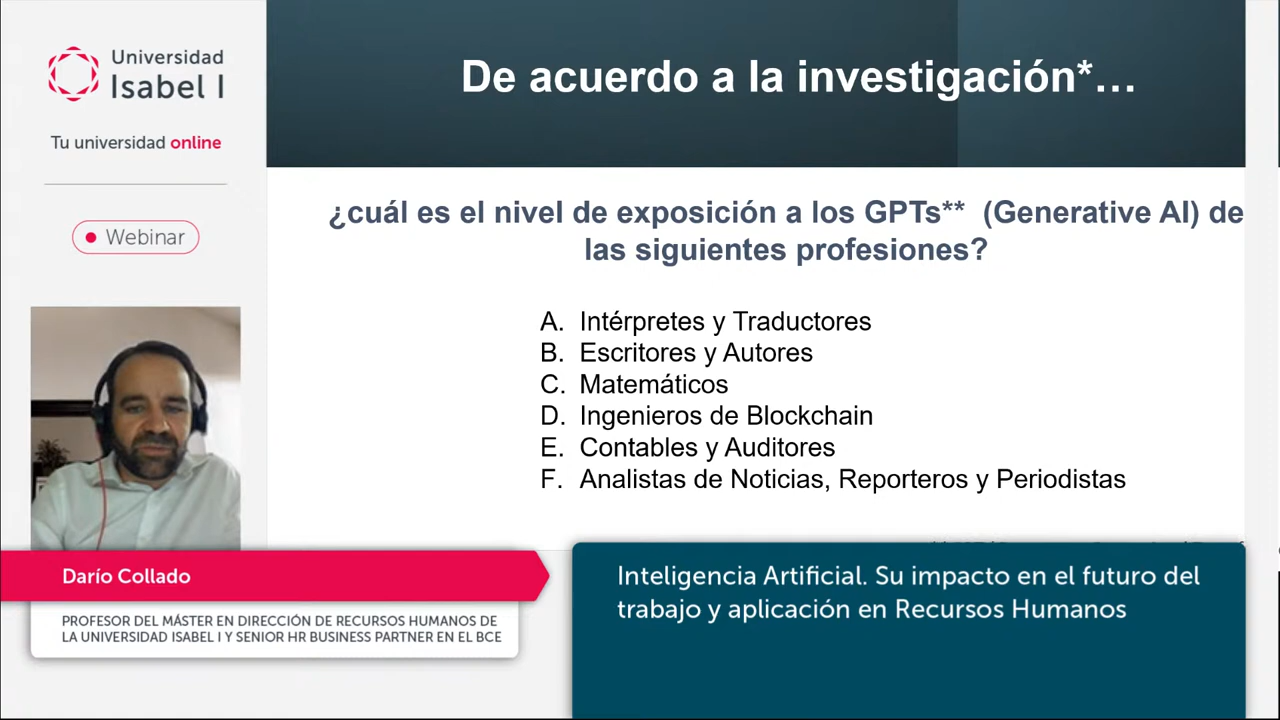 Universidad
Isabel I
Tu universidad online
Webinar
De acuerdo a la investigación*...
¿cuál es el nivel de exposición a los GPTs** (Generative AI) de
las siguientes profesiones?
A. Intérpretes y Traductores
B. Escritores y Autores
C. Matemáticos
D. Ingenieros de Blockchain
E. Contables y Auditores
F. Analistas de Noticias, Reporteros y Periodistas
Darío Collado
PROFESOR DEL MÁSTER EN DIRECCIÓN DE RECURSOS HUMANOS DE
LA UNIVERSIDAD ISABEL I Y SENIOR HR BUSINESS PARTNER EN EL BCE
Inteligencia Artificial. Su impacto en el futuro del
trabajo y aplicación en Recursos Humanos